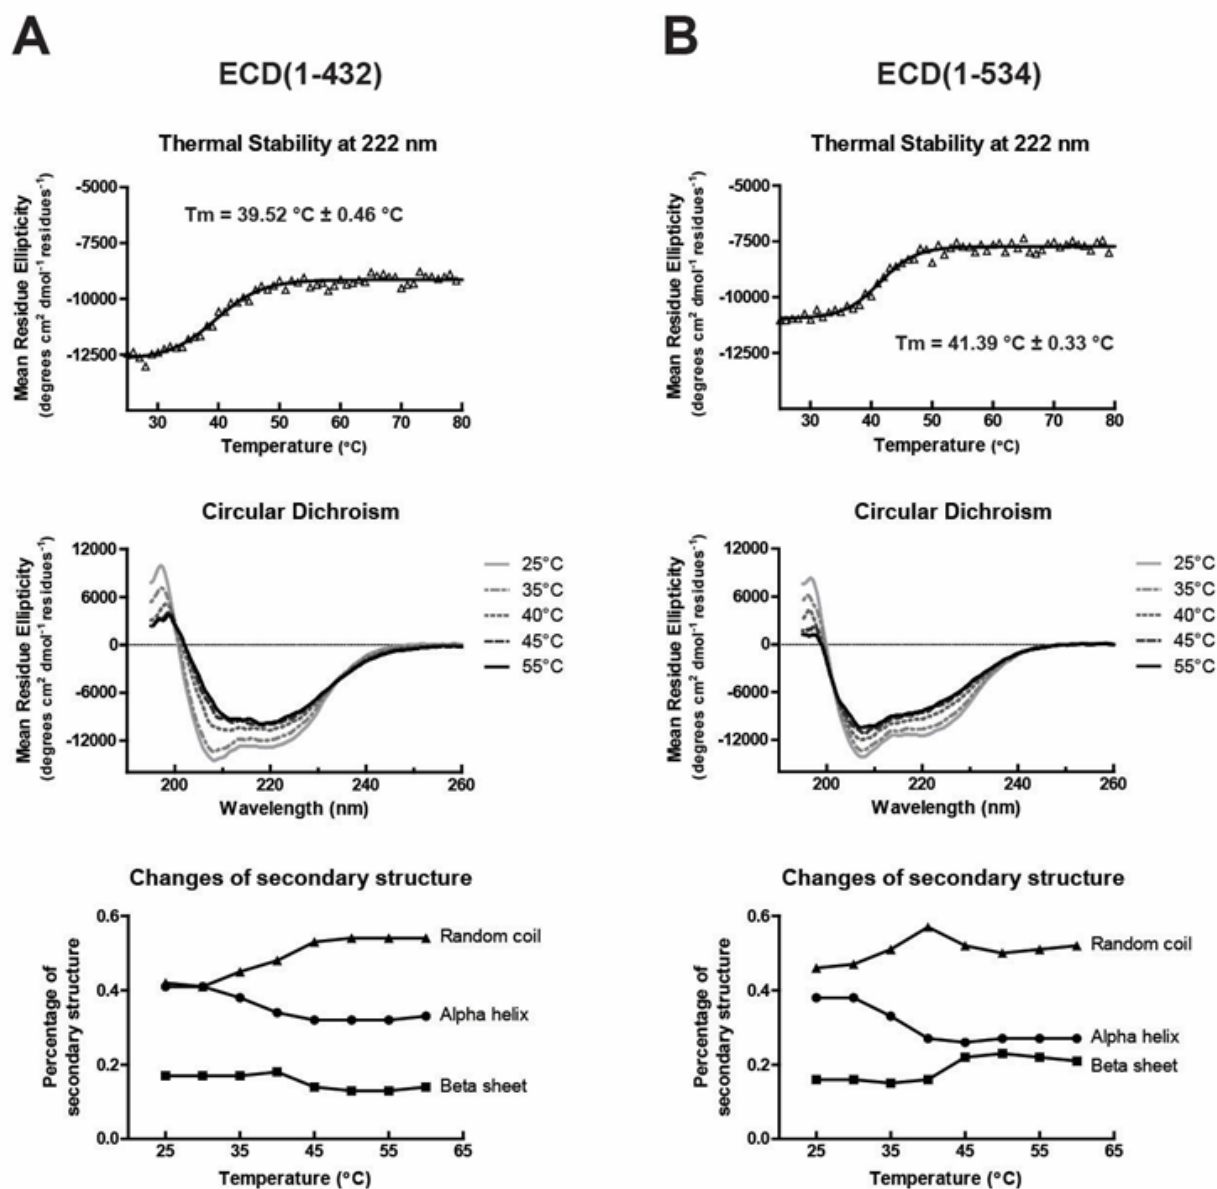 A
ECD(1-432)
Thermal Stability at 222 nm
Mean Residue Ellipticity
(degrees cm² dmol⁻¹ residues⁻¹)
-5000
-7500
-10000
-12500
Tm = 39.52 °C ± 0.46 °C
30 40 50 60 70 80
Temperature (°C)
Circular Dichroism
Mean Residue Ellipticity
(degrees cm² dmol⁻¹ residues⁻¹)
12000
6000
0
-6000
-12000
25°C
35°C
40°C
45°C
55°C
200 220 240 260
Wavelength (nm)
Changes of secondary structure
Percentage of
secondary structure
0.6
0.4
0.2
0.0
Random coil
Alpha helix
Beta sheet
25 35 45 55 65
Temperature (°C)
B
ECD(1-534)
Thermal Stability at 222 nm
Mean Residue Ellipticity
(degrees cm² dmol⁻¹ residues⁻¹)
-5000
-7500
-10000
-12500
Tm = 41.39 °C ± 0.33 °C
30 40 50 60 70 80
Temperature (°C)
Circular Dichroism
Mean Residue Ellipticity
(degrees cm² dmol⁻¹ residues⁻¹)
12000
6000
0
-6000
-12000
25°C
35°C
40°C
45°C
55°C
200 220 240 260
Wavelength (nm)
Changes of secondary structure
Percentage of
secondary structure
0.6
0.4
0.2
0.0
Random coil
Alpha helix
Beta sheet
25 35 45 55 65
Temperature (°C)